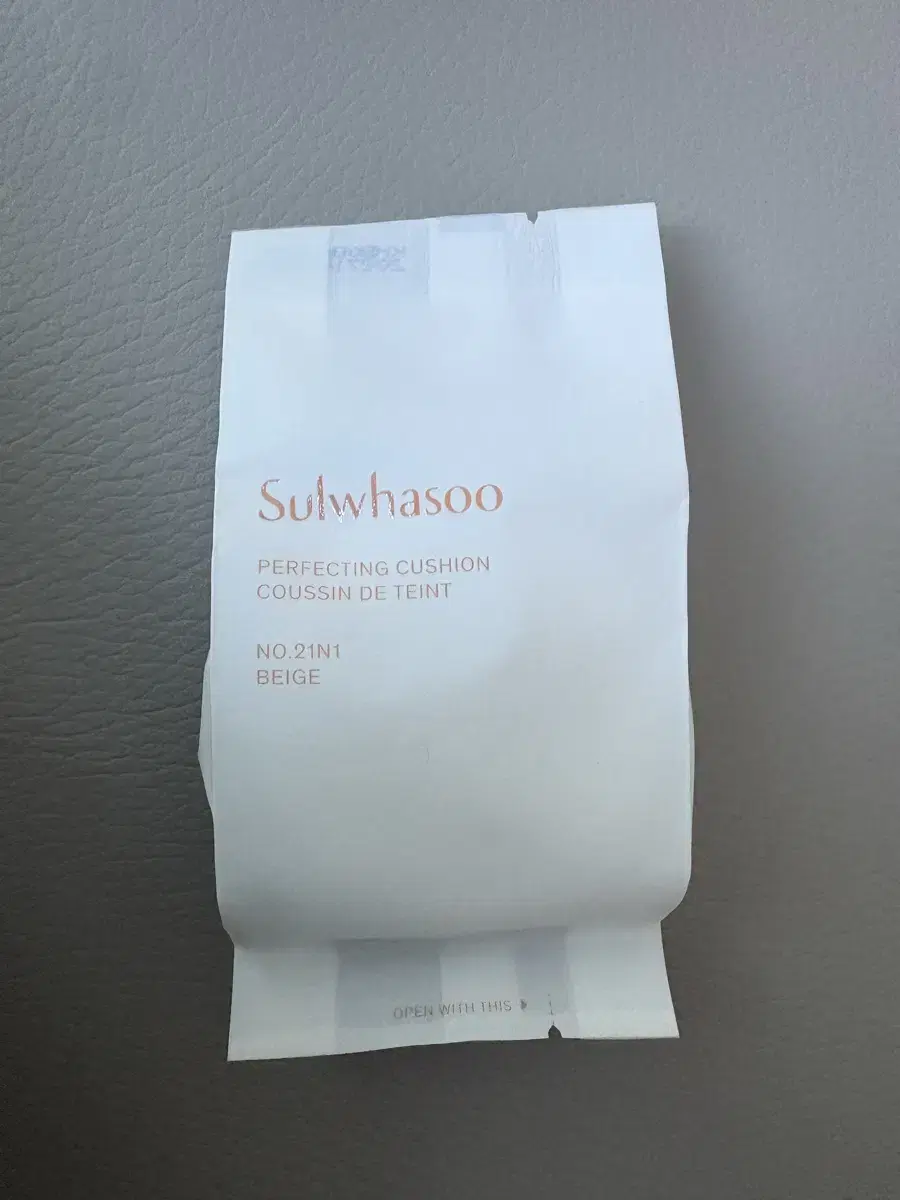 Sulwhasoo
PERFECTING CUSHION
COUSSIN DE TEINT
NO.21N1
BEIGE
OPEN WITH THIS